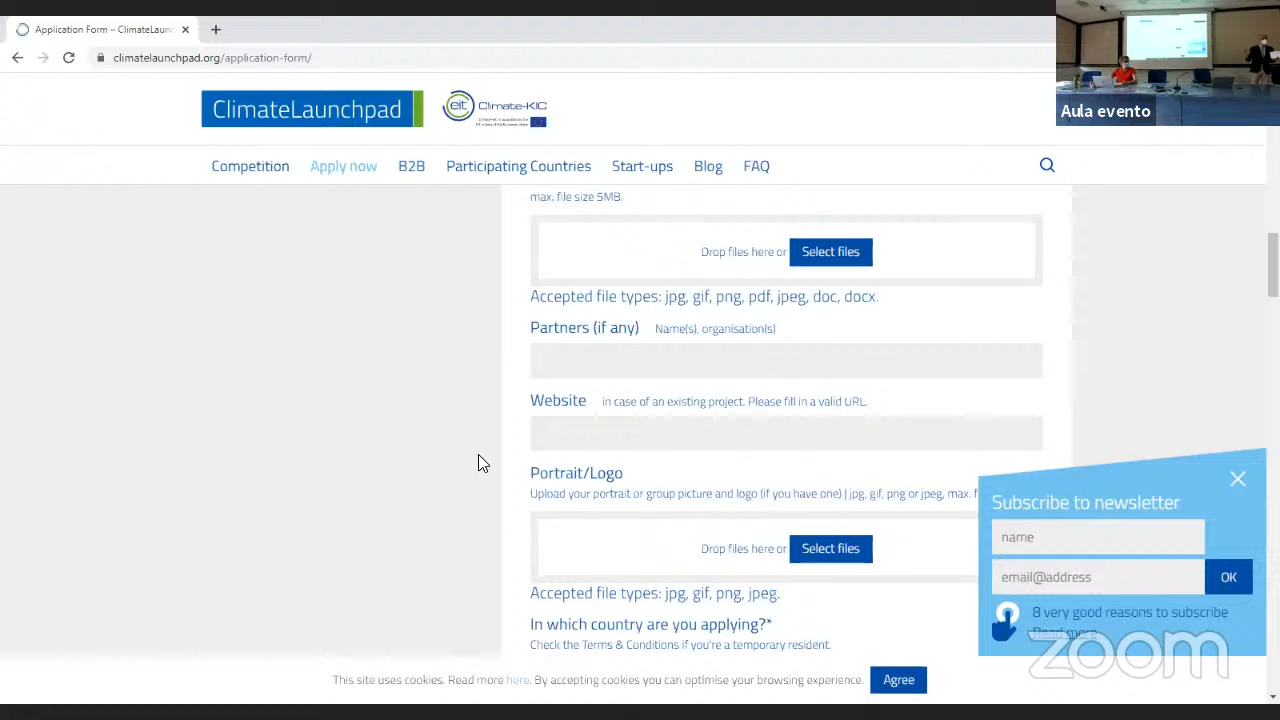 Application Form – ClimateLaunc
climatelaunchpad.org/application-form/
Aula evento
ClimateLaunchpad
eit Climate-KIC
Competition
Apply now
B2B
Participating Countries
Start-ups
Blog
FAQ
max. file size 5MB.
Drop files here or Select files
Accepted file types: jpg, gif, png, pdf, jpeg, doc, docx.
Partners (if any) Name(s), organisation(s)
Website in case of an existing project. Please fill in a valid URL.
Portrait/Logo
Upload your portrait or group picture and logo (if you have one) | jpg, gif, png or jpeg, max. f
Drop files here or Select files
Accepted file types: jpg, gif, png, jpeg.
In which country are you applying?*
Check the Terms & Conditions if you're a temporary resident.
Subscribe to newsletter
name
email@address
OK
8 very good reasons to subscribe
Read more
zoom
This site uses cookies. Read more here. By accepting cookies you can optimise your browsing experience.
Agree